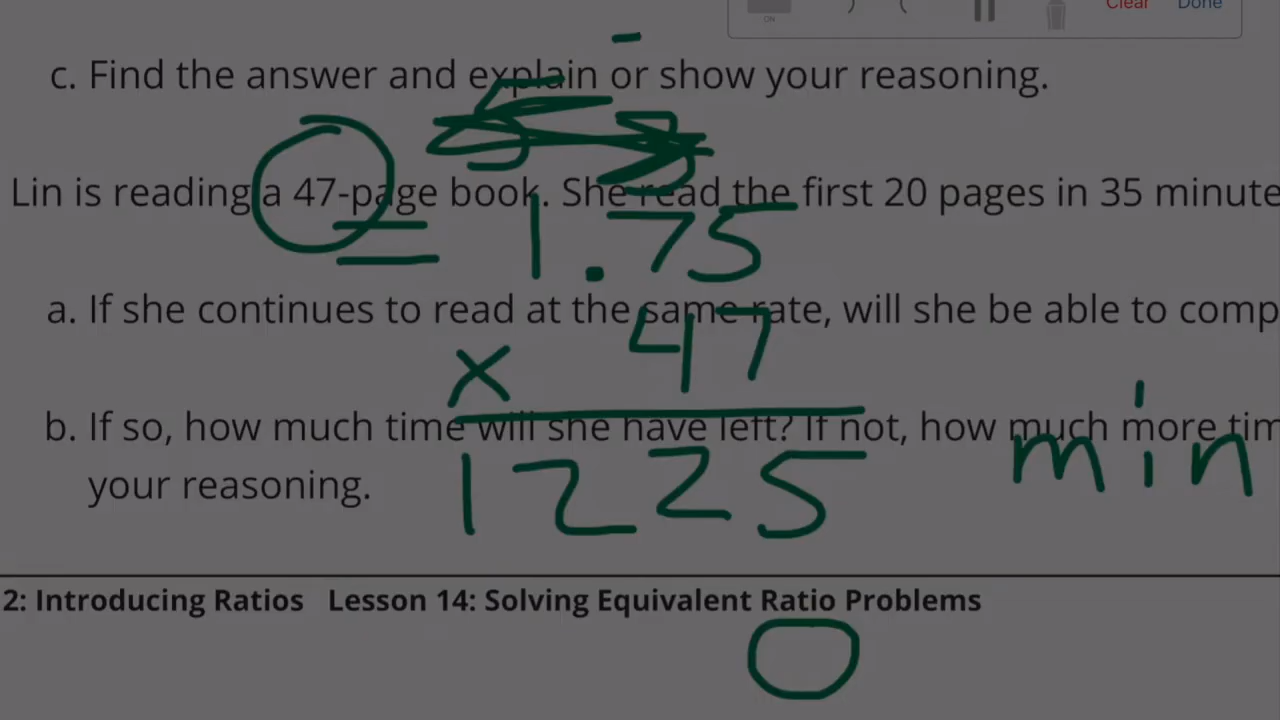 ON
Clear Done
c. Find the answer and explain or show your reasoning.
Lin is reading a 47-page book. She read the first 20 pages in 35 minute
1.75
a. If she continues to read at the same rate, will she be able to comp
x 47
b. If so, how much time will she have left? If not, how much more tim
min
your reasoning.
1225
2: Introducing Ratios Lesson 14: Solving Equivalent Ratio Problems
0